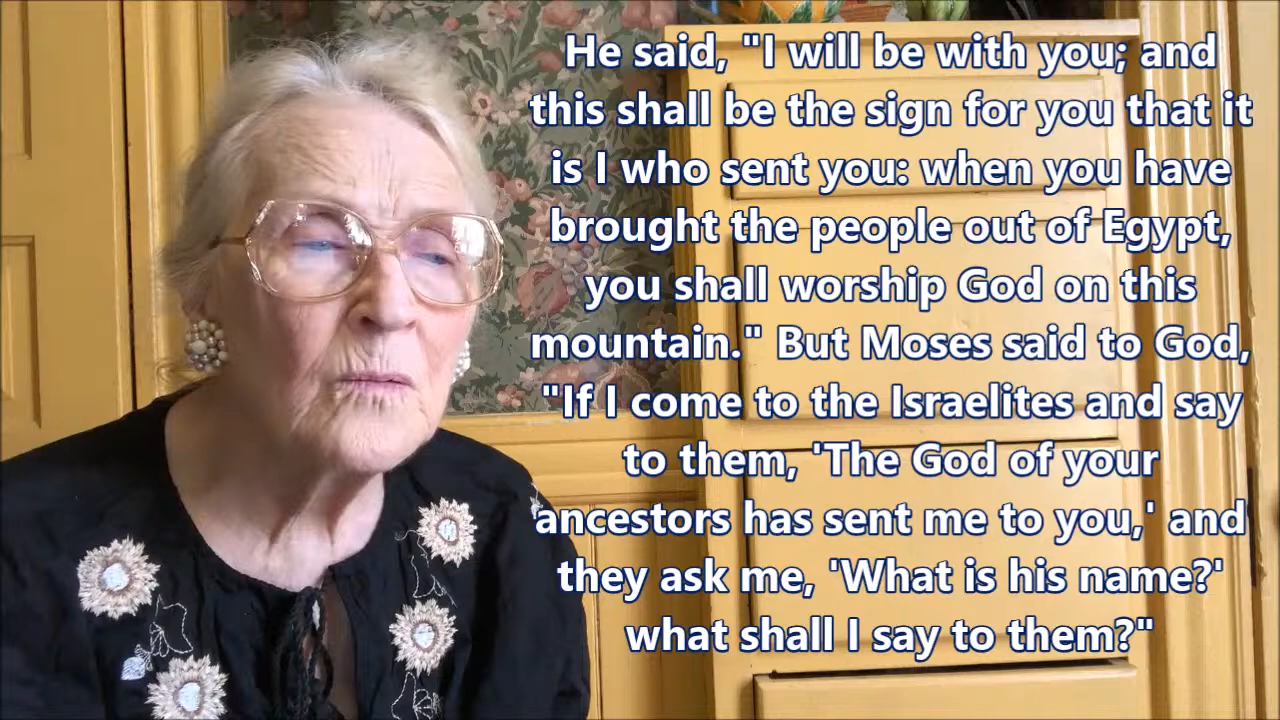 He said, "I will be with you; and
this shall be the sign for you that it
is I who sent you: when you have
brought the people out of Egypt,
you shall worship God on this
mountain." But Moses said to God,
"If I come to the Israelites and say
to them, 'The God of your
ancestors has sent me to you,' and
they ask me, 'What is his name?'
what shall I say to them?"